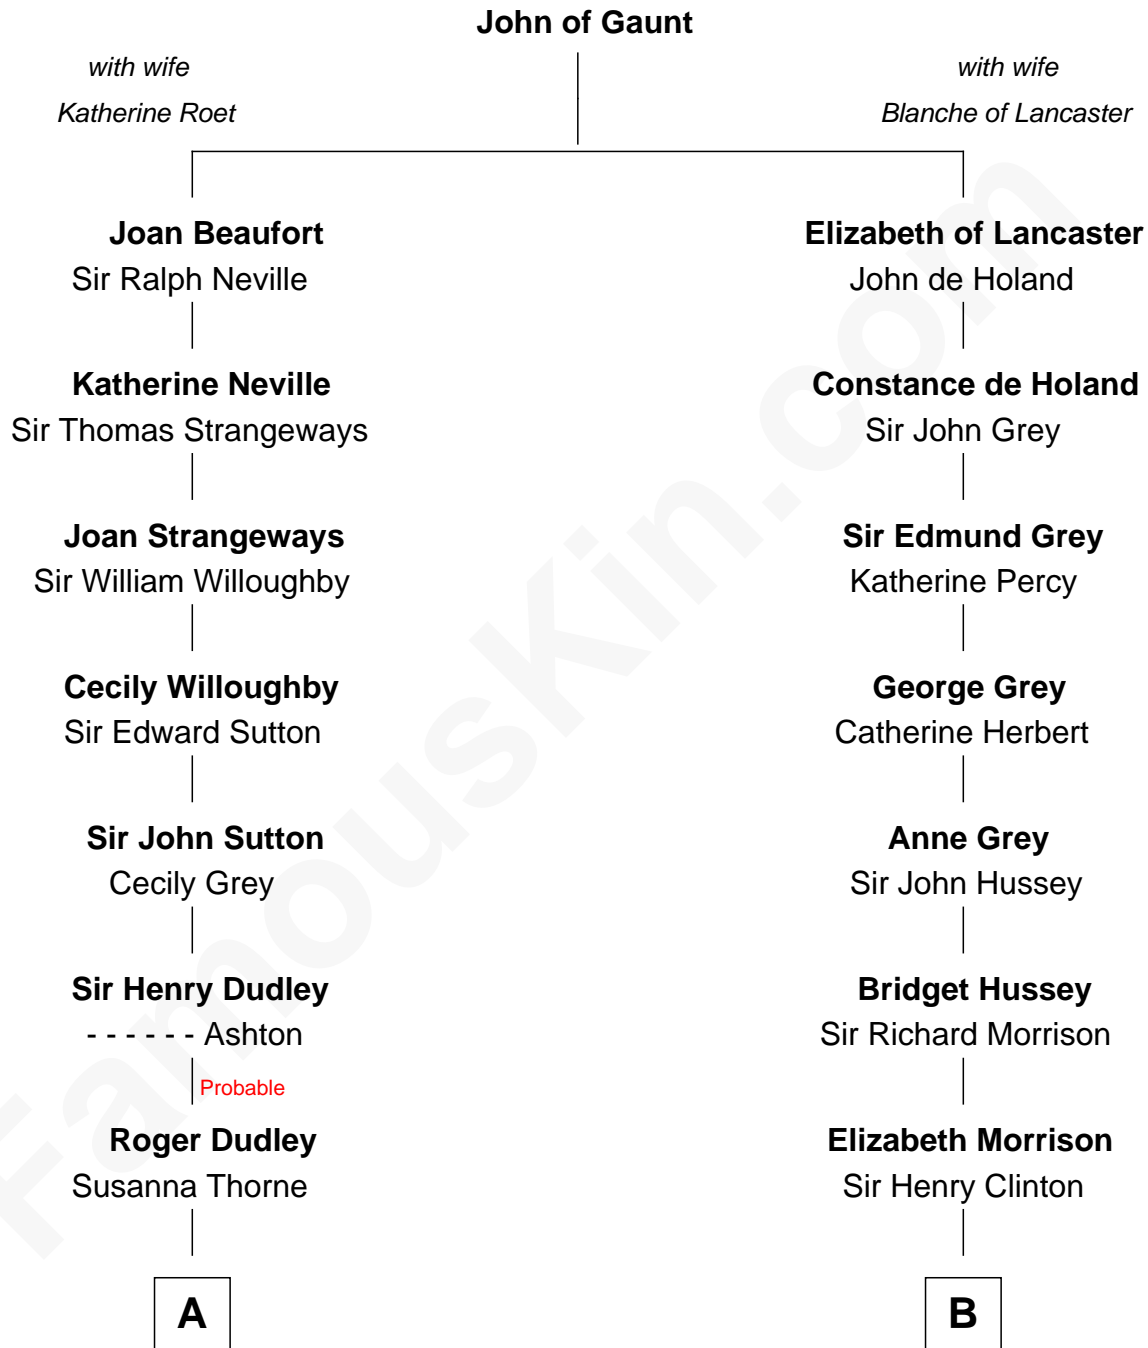 John of Gaunt
with wife
Katherine Roet
with wife
Blanche of Lancaster
Joan Beaufort
Sir Ralph Neville
Elizabeth of Lancaster
John de Holand
Katherine Neville
Sir Thomas Strangeways
Constance de Holand
Sir John Grey
Joan Strangeways
Sir William Willoughby
Sir Edmund Grey
Katherine Percy
Cecily Willoughby
Sir Edward Sutton
George Grey
Catherine Herbert
Sir John Sutton
Cecily Grey
Anne Grey
Sir John Hussey
Sir Henry Dudley
- - - - - - Ashton
Bridget Hussey
Sir Richard Morrison
Probable
Roger Dudley
Susanna Thorne
Elizabeth Morrison
Sir Henry Clinton
A
B
FamousKin.com